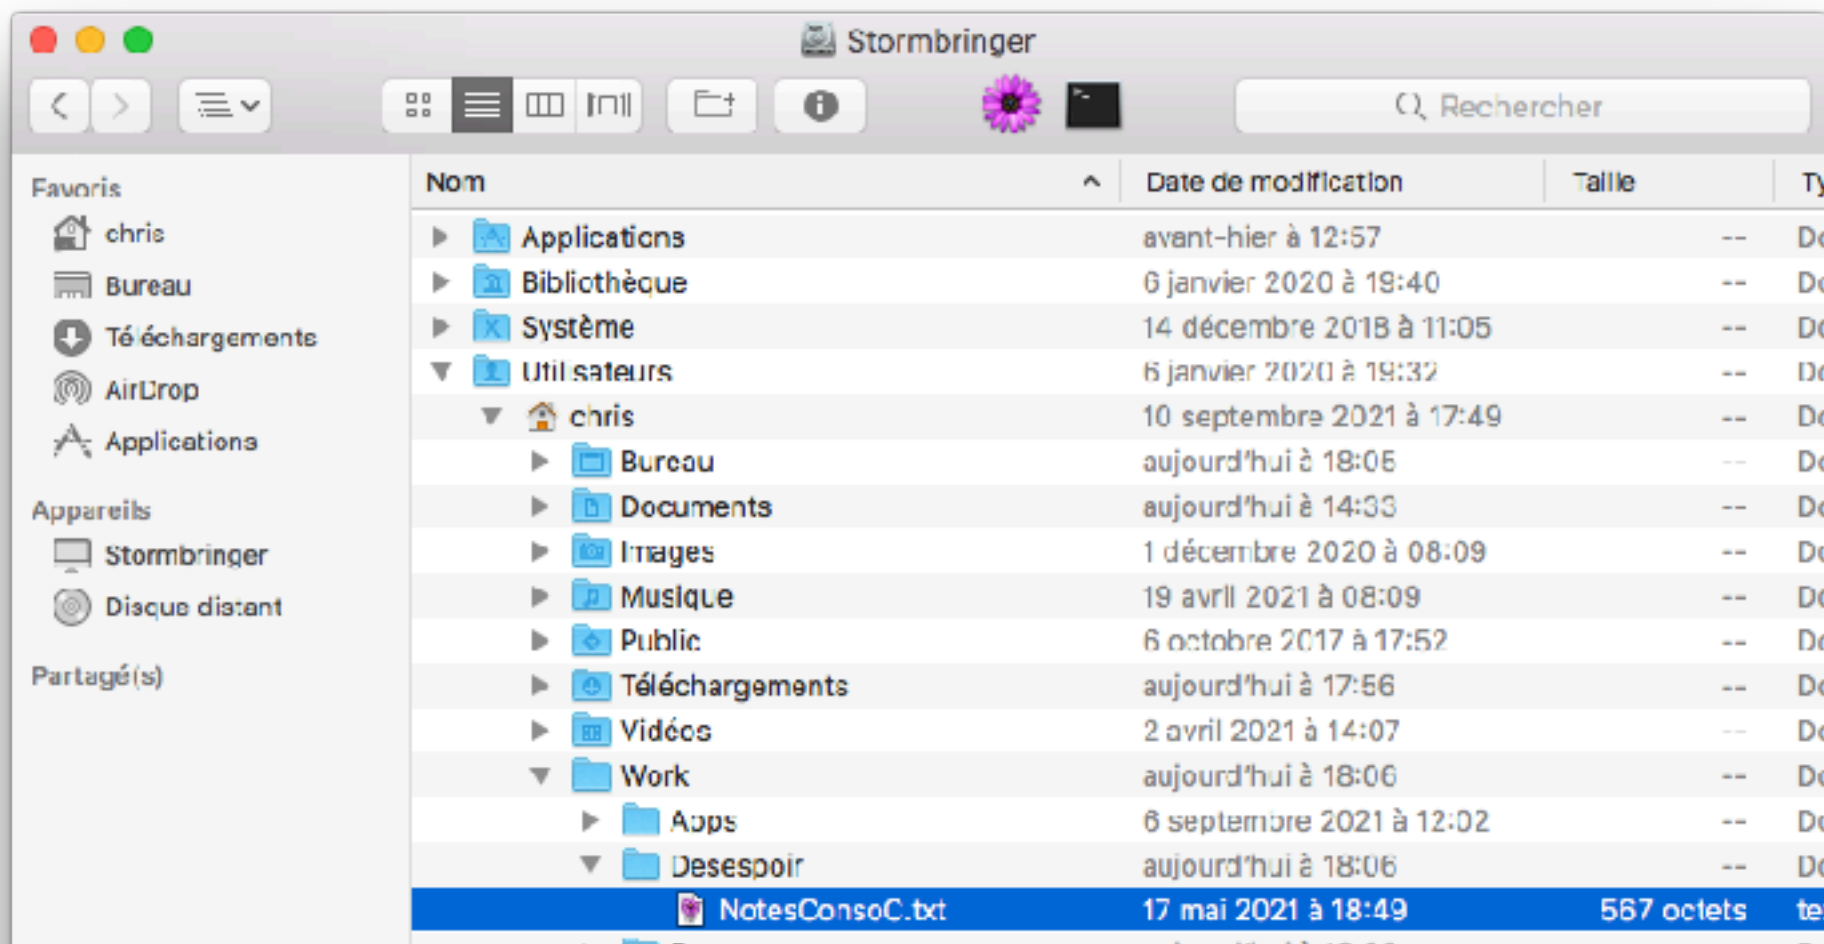 Stormbringer
Rechercher
Favoris
chris
Bureau
Téléchargements
AirDrop
Applications
Appareils
Stormbringer
Disque distant
Partagé(s)
Nom Date de modification Taille
Applications avant-hier à 12:57 --
Bibliothèque 6 janvier 2020 à 19:40 --
Système 14 décembre 2018 à 11:05 --
Utilisateurs 6 janvier 2020 à 19:32 --
chris 10 septembre 2021 à 17:49 --
Bureau aujourd'hui à 18:05 --
Documents aujourd'hui à 14:33 --
Images 1 décembre 2020 à 08:09 --
Musique 19 avril 2021 à 08:09 --
Public 6 octobre 2017 à 17:52 --
Téléchargements aujourd'hui à 17:56 --
Vidéos 2 avril 2021 à 14:07 --
Work aujourd'hui à 18:06 --
Apps 6 septembre 2021 à 12:02 --
Desespoir aujourd'hui à 18:06 --
NotesConsoC.txt 17 mai 2021 à 18:49 567 octets